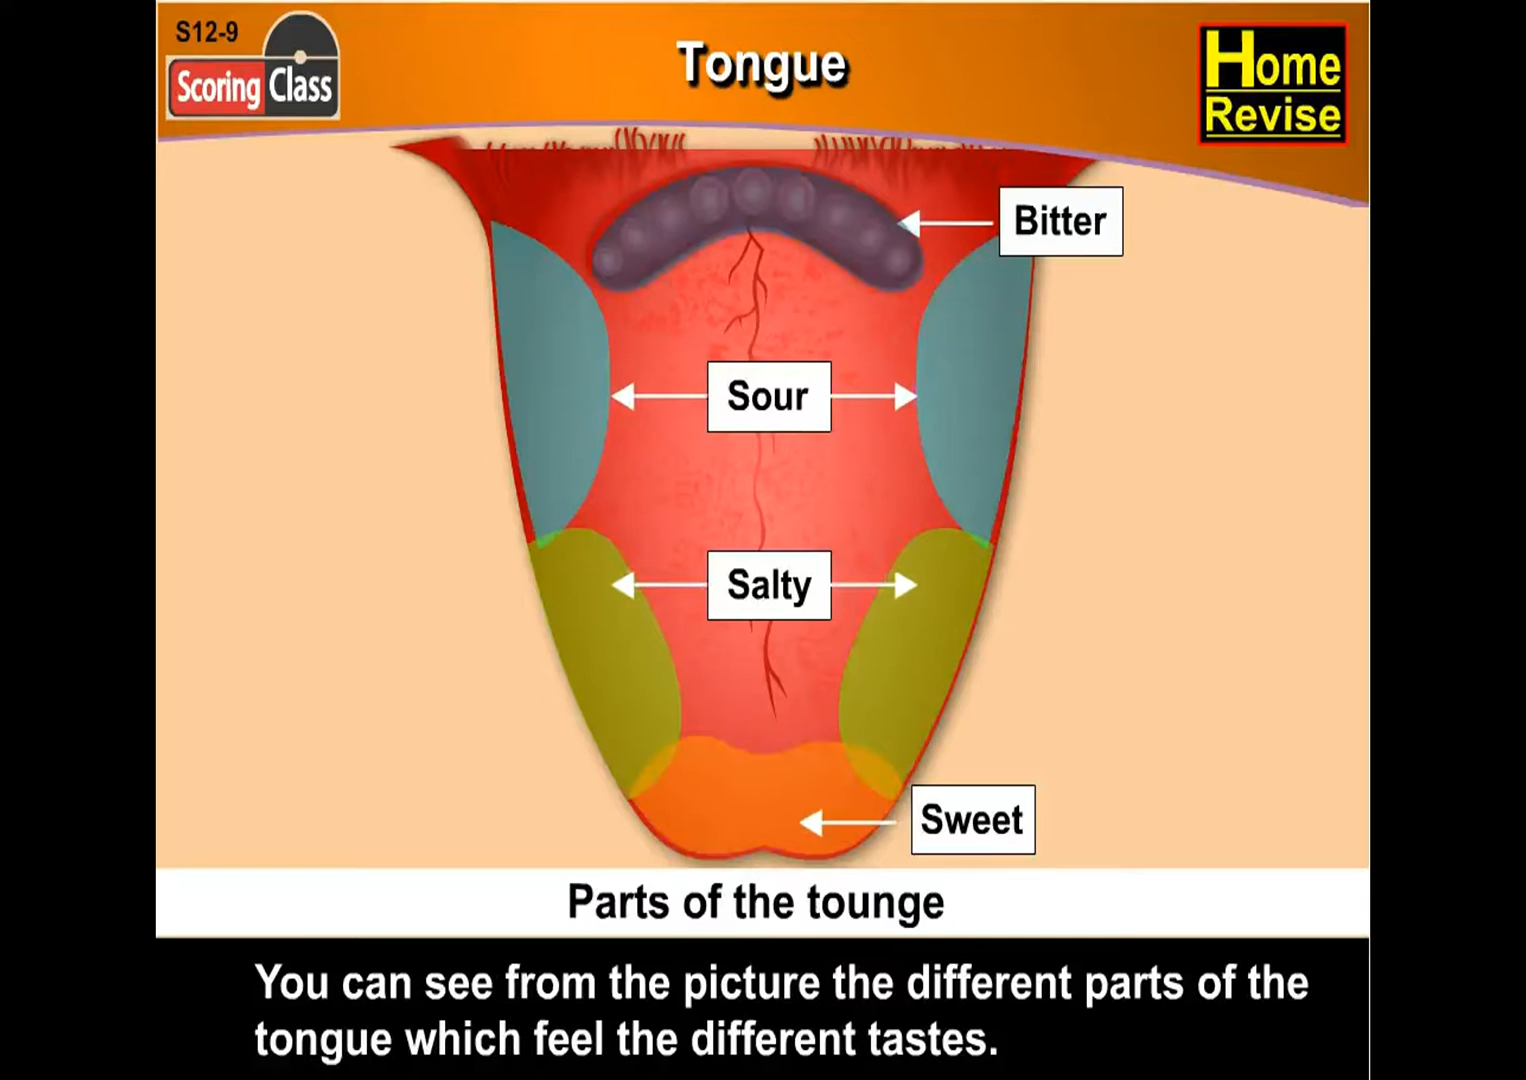 S12-9
Scoring Class
Tongue
Home
Revise
Bitter
Sour
Salty
Sweet
Parts of the tounge
You can see from the picture the different parts of the
tongue which feel the different tastes.